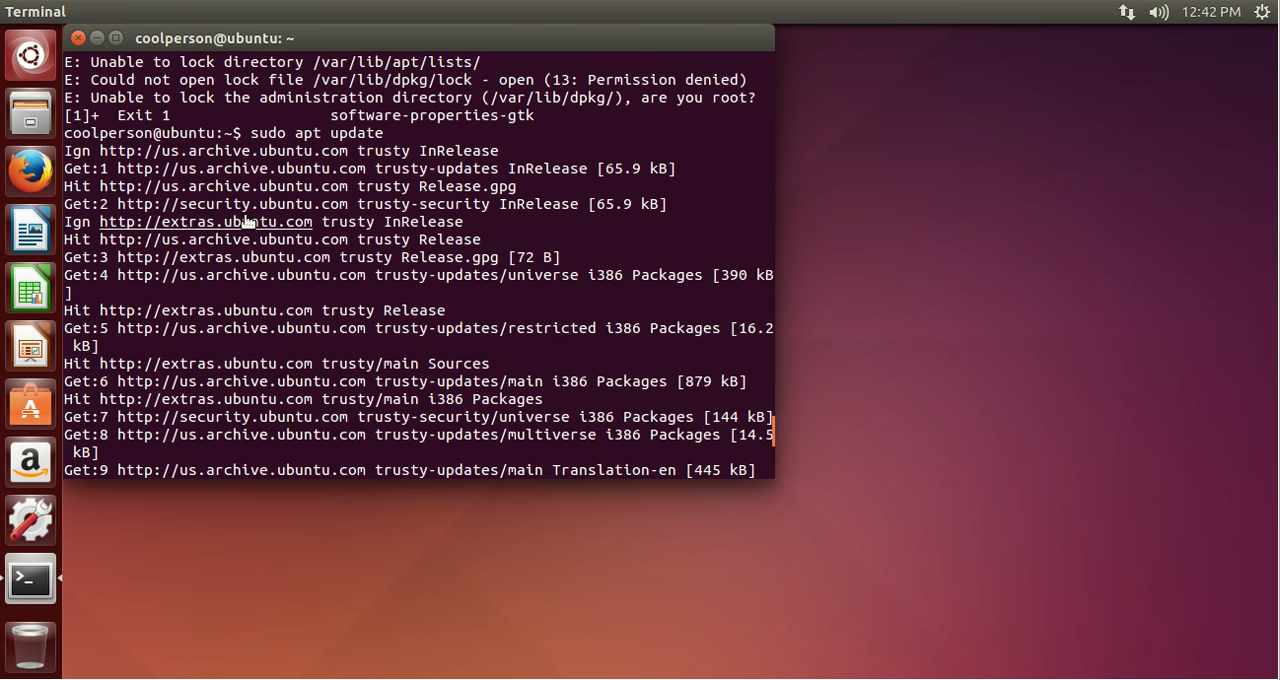 Terminal
12:42 PM
coolperson@ubuntu: ~
E: Unable to lock directory /var/lib/apt/lists/
E: Could not open lock file /var/lib/dpkg/lock - open (13: Permission denied)
E: Unable to lock the administration directory (/var/lib/dpkg/), are you root?
[1]+  Exit 1                  software-properties-gtk
coolperson@ubuntu:~$ sudo apt update
Ign http://us.archive.ubuntu.com trusty InRelease
Get:1 http://us.archive.ubuntu.com trusty-updates InRelease [65.9 kB]
Hit http://us.archive.ubuntu.com trusty Release.gpg
Get:2 http://security.ubuntu.com trusty-security InRelease [65.9 kB]
Ign http://extras.ubuntu.com trusty InRelease
Hit http://us.archive.ubuntu.com trusty Release
Get:3 http://extras.ubuntu.com trusty Release.gpg [72 B]
Get:4 http://us.archive.ubuntu.com trusty-updates/universe i386 Packages [390 kB
]
Hit http://extras.ubuntu.com trusty Release
Get:5 http://us.archive.ubuntu.com trusty-updates/restricted i386 Packages [16.2
 kB]
Hit http://extras.ubuntu.com trusty/main Sources
Get:6 http://us.archive.ubuntu.com trusty-updates/main i386 Packages [879 kB]
Hit http://extras.ubuntu.com trusty/main i386 Packages
Get:7 http://security.ubuntu.com trusty-security/universe i386 Packages [144 kB]
Get:8 http://us.archive.ubuntu.com trusty-updates/multiverse i386 Packages [14.5
 kB]
Get:9 http://us.archive.ubuntu.com trusty-updates/main Translation-en [445 kB]